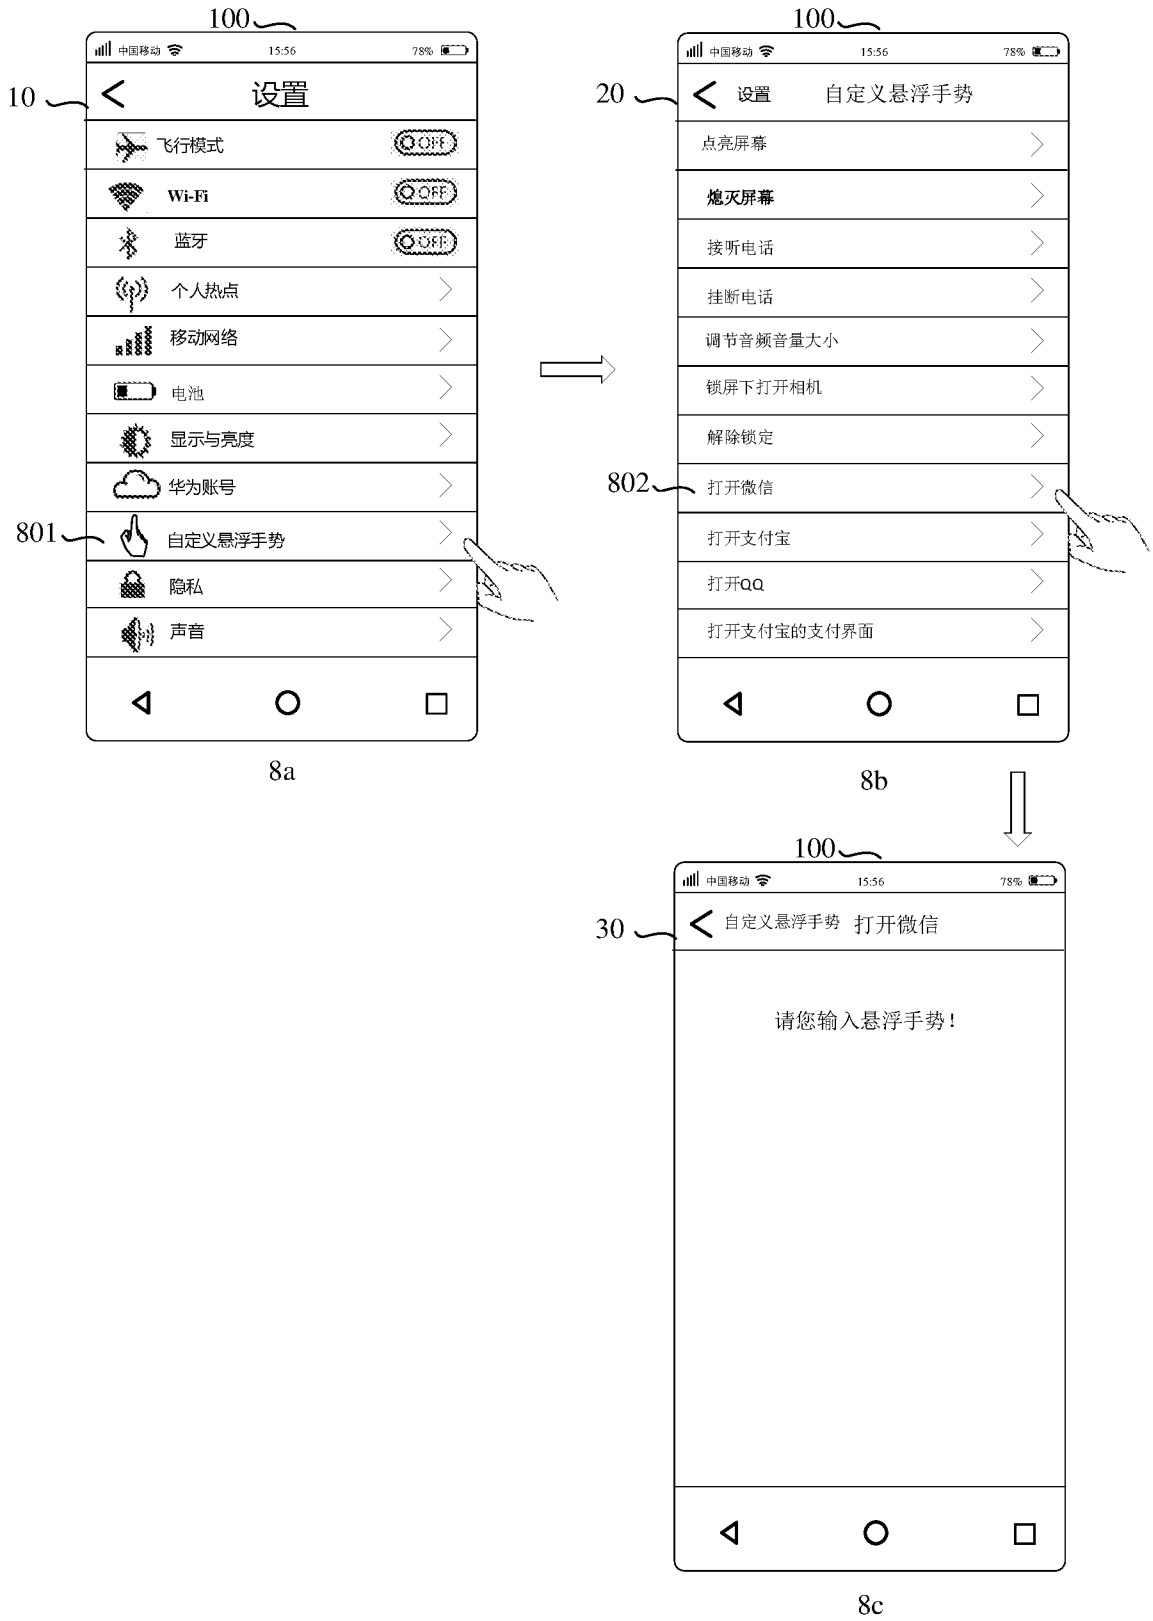 100
中国移动 15:56 78%
10
设置
飞行模式 OFF
Wi-Fi OFF
蓝牙 OFF
个人热点
移动网络
电池
显示与亮度
华为账号
801
自定义悬浮手势
隐私
声音
8a
100
中国移动 15:56 78%
20
设置 自定义悬浮手势
点亮屏幕
熄灭屏幕
接听电话
挂断电话
调节音频音量大小
锁屏下打开相机
解除锁定
802
打开微信
打开支付宝
打开QQ
打开支付宝的支付界面
8b
100
中国移动 15:56 78%
30
自定义悬浮手势 打开微信
请您输入悬浮手势！
8c